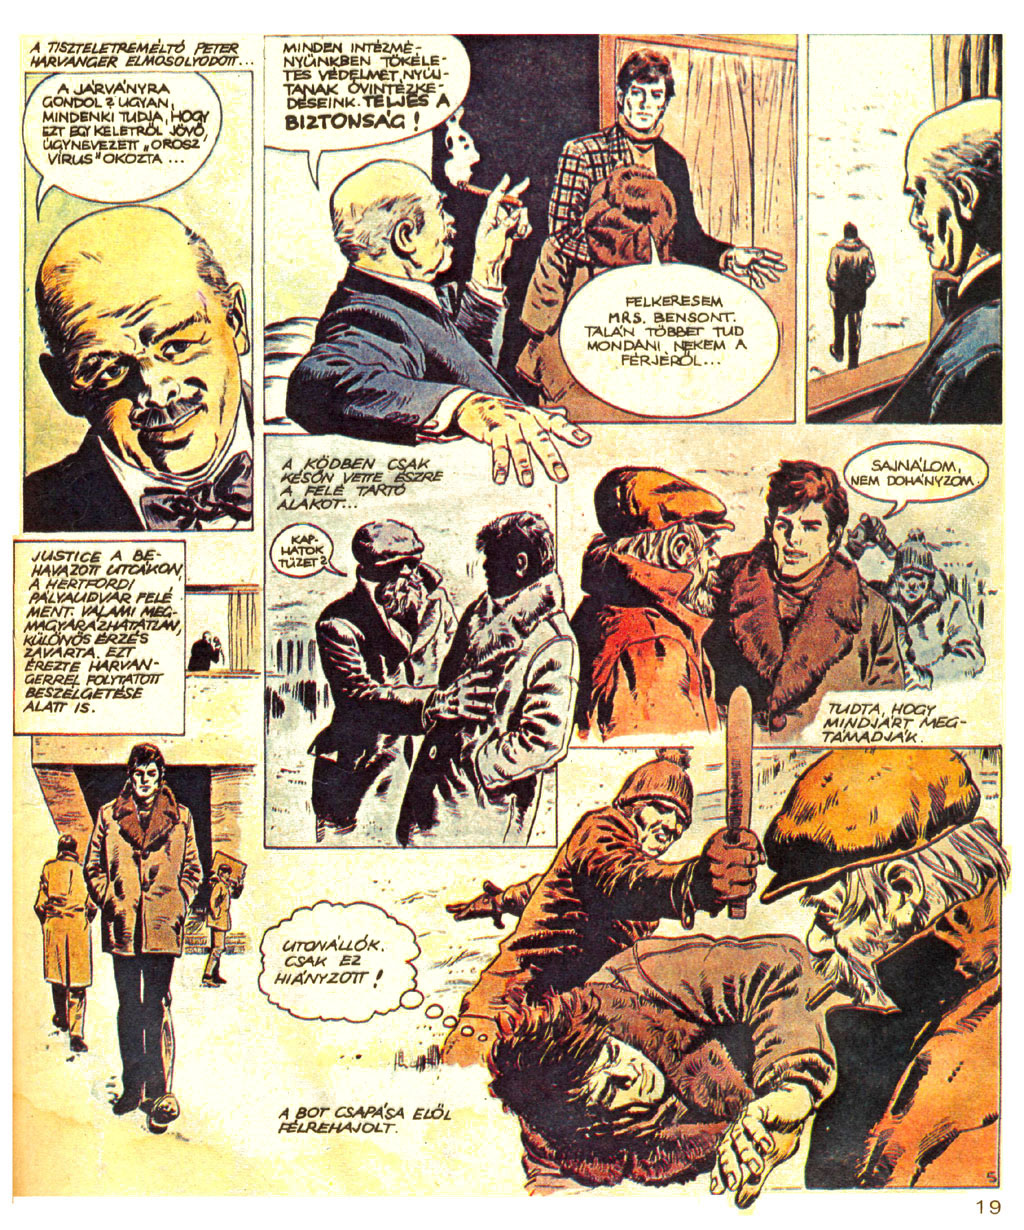 A TISZTELETREMÉLTÓ PETER
HARVANGER ELMOSOLYODOTT...
A JÁRVÁNYRA
GONDOL? UGYAN,
MINDENKI TUDJA, HOGY
EZT EGY KELETRŐL JÖVŐ,
ÚGYNEVEZETT „OROSZ
VÍRUS" OKOZTA...
MINDEN INTÉZMÉ-
NYÜNKBEN TÖKÉLE-
TES VÉDELMET NYÚJ-
TANAK ÓVINTÉZKE-
DÉSEINK. TELJES A
BIZTONSÁG!
FELKERESEM
MRS. BENSONT.
TALÁN TÖBBET TUD
MONDANI NEKEM A
FÉRJÉRŐL...
JUSTICE A BE-
HAVAZOTT UTCÁKON,
A HERTFORDI
PÁLYAUDVAR FELÉ
MENT. VALAMI MEG-
MAGYARÁZHATATLAN,
KÜLÖNÖS ÉRZÉS
ZAVARTA. EZT
ÉREZTE HARVAN-
GERREL FOLYTATOTT
BESZÉLGETÉSE
ALATT IS.
A KÖDBEN CSAK
KÉSŐN VETTE ÉSZRE
A FELÉ TARTÓ
ALAKOT...
KAP-
HATOK
TÜZET?
SAJNÁLOM,
NEM DOHÁNYZOM.
TUDTA, HOGY
MINDJÁRT MEG-
TÁMADJÁK.
UTONÁLLÓK.
CSAK EZ
HIÁNYZOTT!
A BOT CSAPÁSA ELŐL
FÉLREHAJOLT.
5
19